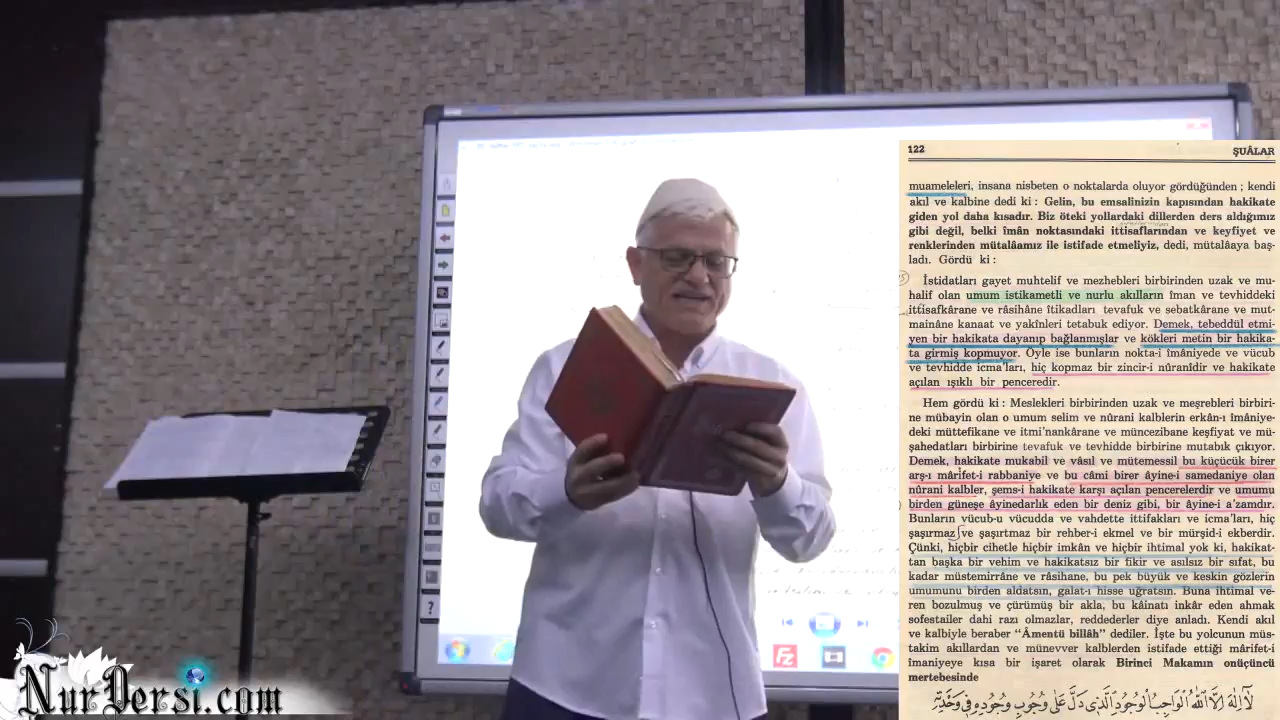 122 ŞUÂLAR
muameleleri, insana nisbeten o noktalarda oluyor gördüğünden; kendi
akıl ve kalbine dedi ki: Gelin, bu emsalinizin kapısından hakikate
giden yol daha kısadır. Biz öteki yollardaki dillerden ders aldığımız
gibi değil, belki îmân noktasındaki ittisaflarından ve keyfiyet ve
renklerinden mütalâamız ile istifade etmeliyiz, dedi, mütalâaya baş-
ladı. Gördü ki:
İstidatları gayet muhtelif ve mezhebleri birbirinden uzak ve mu-
halif olan umum istikametli ve nurlu akılların îman ve tevhiddeki
ittisafkârane ve râsihâne îtikadları tevafuk ve sebatkârane ve mut-
mainâne kanaat ve yakînleri tetabuk ediyor. Demek, tebeddül etmi-
yen bir hakikata dayanıp bağlanmışlar ve kökleri metin bir hakika-
ta girmiş kopmuyor. Öyle ise bunların nokta-i îmâniyede ve vücub
ve tevhidde icma'ları, hiç kopmaz bir zincir-i nûranîdir ve hakikate
açılan ışıklı bir penceredir.
Hem gördü ki: Meslekleri birbirinden uzak ve meşrebleri birbiri-
ne mübayin olan o umum selim ve nûrani kalblerin erkân-ı îmâniye-
deki müttefikane ve itmi'nankârane ve müncezibane keşfiyat ve mü-
şahedatları birbirine tevafuk ve tevhidde birbirine mutabık çıkıyor.
Demek, hakikate mukabil ve vâsıl ve mütemessil bu küçücük birer
arş-ı mârifet-i rabbaniye ve bu câmi birer âyine-i samedaniye olan
nûrani kalbler, şems-i hakikate karşı açılan pencerelerdir ve umumu
birden güneşe âyinedarlık eden bir deniz gibi, bir âyine-i a'zamdır.
Bunların vücub-u vücudda ve vahdette ittifakları ve icma'ları, hiç
şaşırmaz ve şaşırtmaz bir rehber-i ekmel ve bir mürşid-i ekberdir.
Çünki, hiçbir cihetle hiçbir imkân ve hiçbir ihtimal yok ki, hakikat-
tan başka bir vehim ve hakikatsız bir fikir ve asılsız bir sıfat, bu
kadar müstemirrâne ve râsihane, bu pek büyük ve keskin gözlerin
umumunu birden aldatsın, galat-ı hisse uğratsın. Buna ihtimal ve-
ren bozulmuş ve çürümüş bir akla, bu kâinatı inkâr eden ahmak
sofestailer dahi razı olmazlar, reddederler diye anladı. Kendi akıl
ve kalbiyle beraber "Âmentü billâh" dediler. İşte bu yolcunun müs-
takim akıllardan ve münevver kalblerden istifade ettiği mârifet-i
îmaniyeye kısa bir işaret olarak Birinci Makamın onüçüncü
mertebesinde
لَا اِلٰهَ اِلَّا اللّٰهُ الْوَاجِبُ الْوُجُودِ الَّذِى دَلَّ عَلٰى وُجُوبِ وُجُودِهِ فِى وَحْدَتِهِ
?
FZ
NurDersi.com